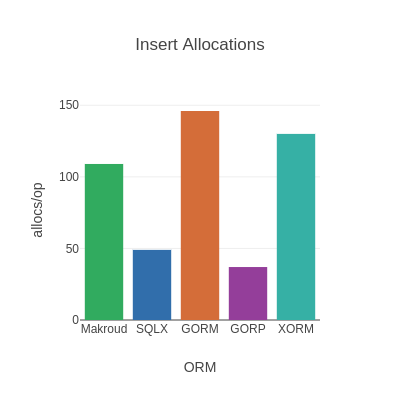 Insert Allocations
allocs/op
150
100
50
0
Makroud SQLX GORM GORP XORM
ORM